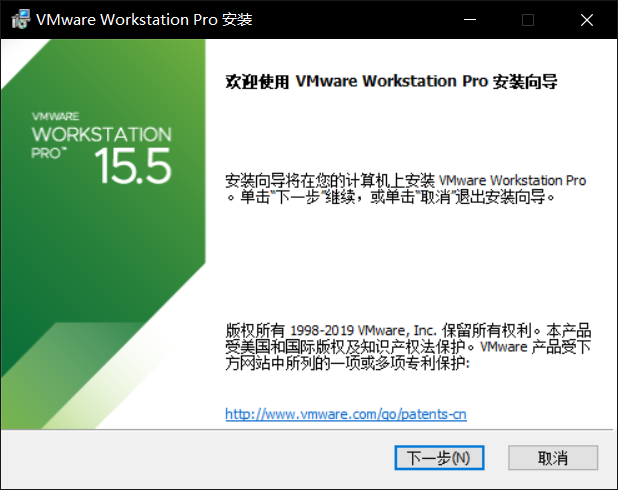 VMware Workstation Pro 安装
VMWARE
WORKSTATION
PRO™
15.5
欢迎使用 VMware Workstation Pro 安装向导
安装向导将在您的计算机上安装 VMware Workstation Pro
。单击“下一步”继续，或单击“取消”退出安装向导。
版权所有 1998-2019 VMware, Inc. 保留所有权利。本产品
受美国和国际版权及知识产权法保护。VMware 产品受下
方网站中所列的一项或多项专利保护:
http://www.vmware.com/go/patents-cn
下一步(N)
取消